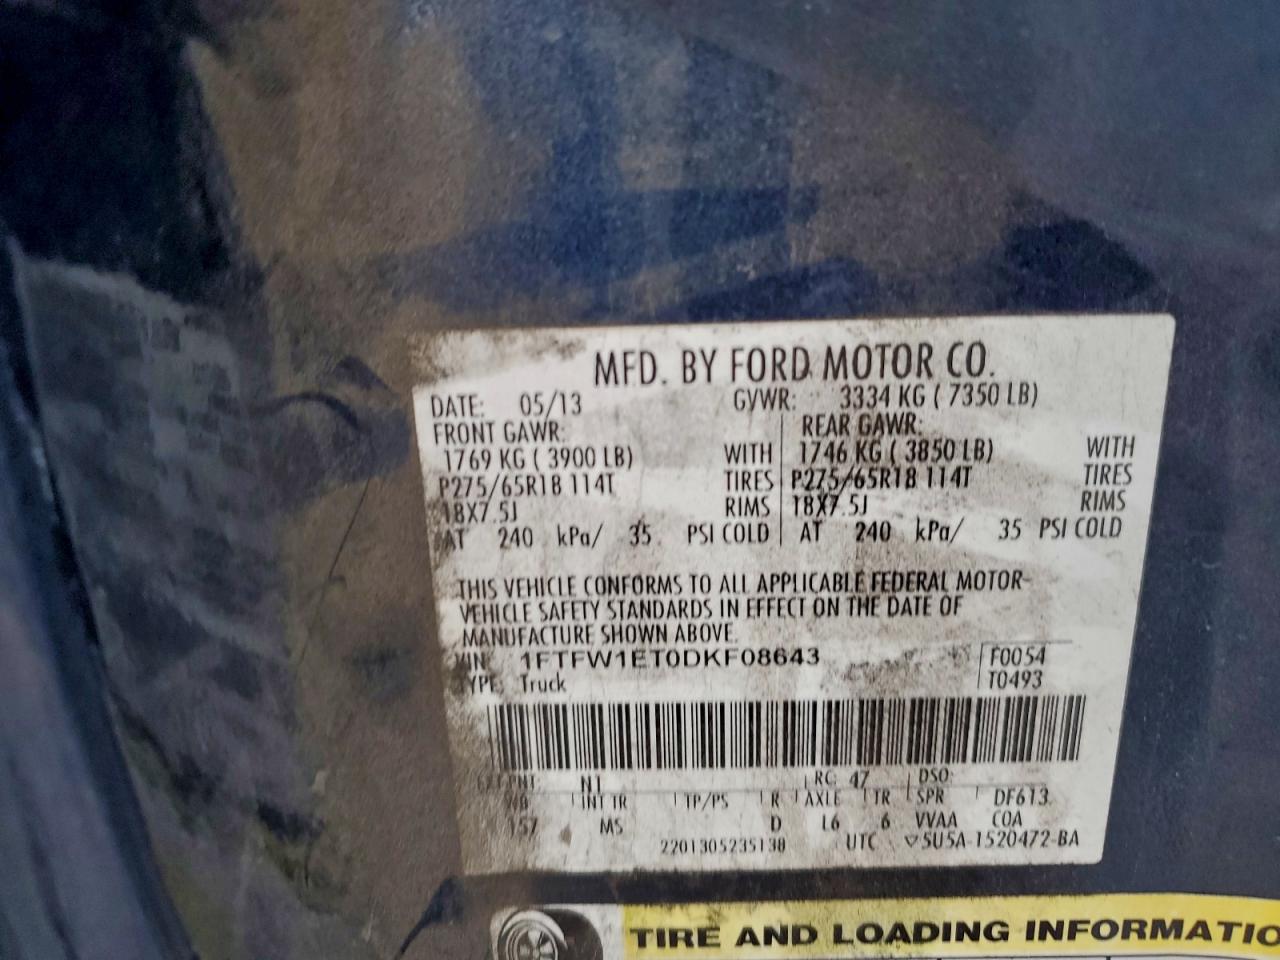 MFD. BY FORD MOTOR CO.
DATE: 05/13 GVWR: 3334 KG ( 7350 LB)
FRONT GAWR: REAR GAWR:
1769 KG ( 3900 LB) WITH 1746 KG ( 3850 LB) WITH
P275/65R18 114T TIRES P275/65R18 114T TIRES
18X7.5J RIMS 18X7.5J RIMS
AT 240 kPa/ 35 PSI COLD AT 240 kPa/ 35 PSI COLD
THIS VEHICLE CONFORMS TO ALL APPLICABLE FEDERAL MOTOR
VEHICLE SAFETY STANDARDS IN EFFECT ON THE DATE OF
MANUFACTURE SHOWN ABOVE.
VIN: 1FTFW1ET0DKF08643 F0054
TYPE: Truck T0493
EXT PNT: N1 RC: 47 DSO:
WB INT TR TP/PS R AXLE TR SPR DF613
157 MS D L6 6 VVAA COA
2201305235138 UTC ▽5U5A-1520472-BA
TIRE AND LOADING INFORMATIO